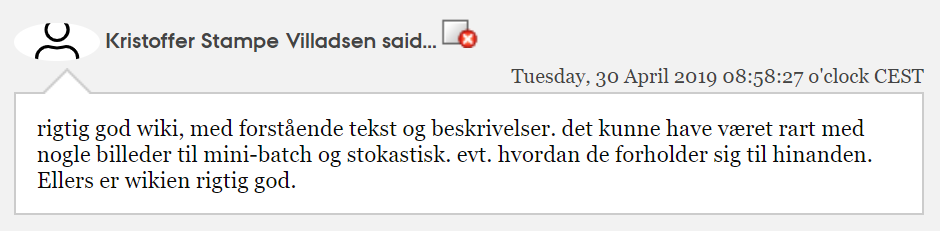 Kristoffer Stampe Villadsen said...
Tuesday, 30 April 2019 08:58:27 o'clock CEST
rigtig god wiki, med forstående tekst og beskrivelser. det kunne have været rart med
nogle billeder til mini-batch og stokastisk. evt. hvordan de forholder sig til hinanden.
Ellers er wikien rigtig god.